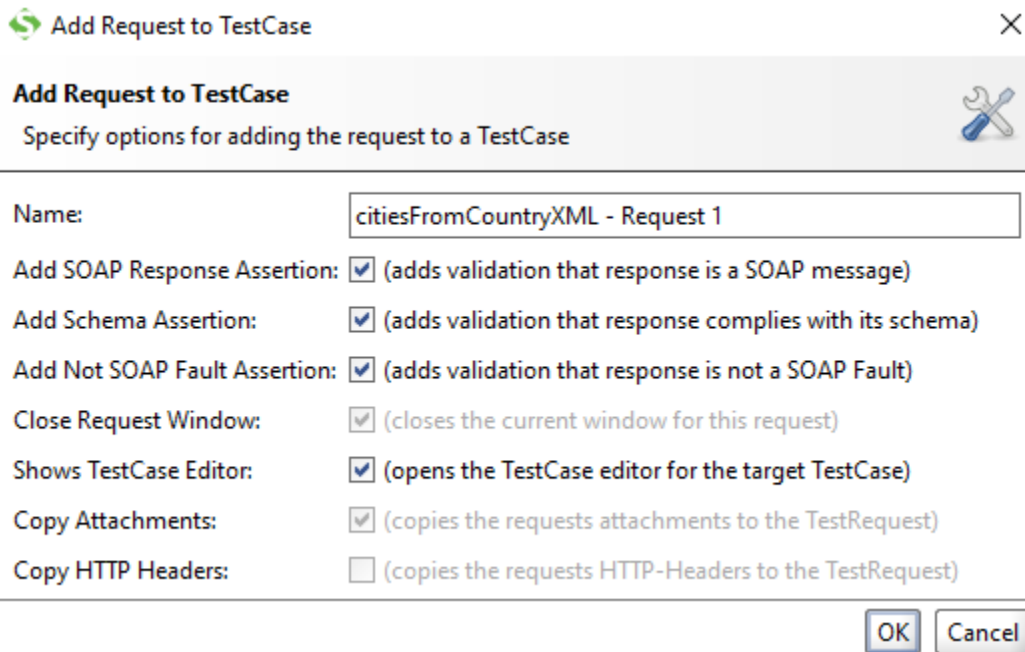 Add Request to TestCase
Add Request to TestCase
Specify options for adding the request to a TestCase
Name: citiesFromCountryXML - Request 1
Add SOAP Response Assertion: (adds validation that response is a SOAP message)
Add Schema Assertion: (adds validation that response complies with its schema)
Add Not SOAP Fault Assertion: (adds validation that response is not a SOAP Fault)
Close Request Window: (closes the current window for this request)
Shows TestCase Editor: (opens the TestCase editor for the target TestCase)
Copy Attachments: (copies the requests attachments to the TestRequest)
Copy HTTP Headers: (copies the requests HTTP-Headers to the TestRequest)
OK Cancel